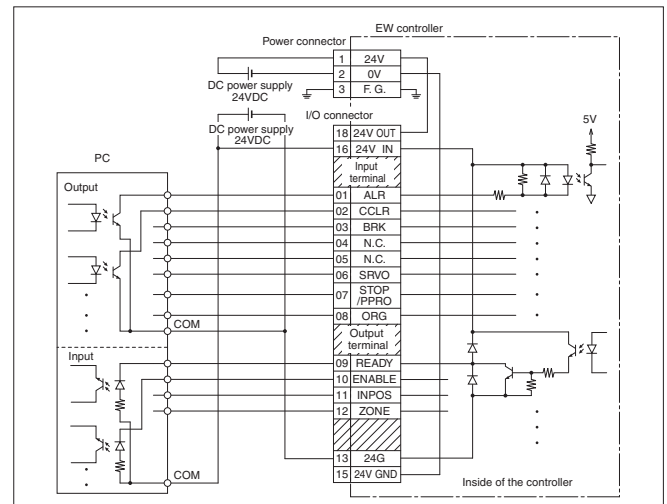 EW controller
Power connector
1 24V
2 0V
3 F. G.
DC power supply
24VDC
I/O connector
DC power supply
24VDC
18 24V OUT
16 24V IN
5V
PC
Output
Input
terminal
01 ALR
02 CCLR
03 BRK
04 N.C.
05 N.C.
06 SRVO
07 STOP
/PPRO
08 ORG
COM
Output
terminal
Input
09 READY
10 ENABLE
11 INPOS
12 ZONE
13 24G
COM
15 24V GND
Inside of the controller